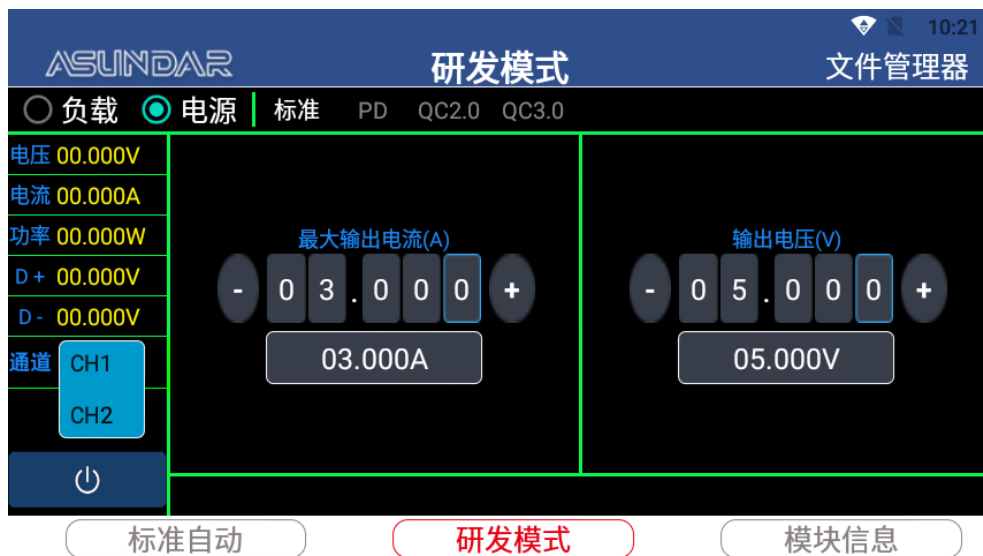 10:21
ASUNDAR 研发模式 文件管理器
负载 电源 标准 PD QC2.0 QC3.0
电压 00.000V
电流 00.000A
功率 00.000W
D+ 00.000V
D- 00.000V
通道 CH1
CH2
最大输出电流(A)
- 0 3 . 0 0 0 +
03.000A
输出电压(V)
- 0 5 . 0 0 0 +
05.000V
标准自动 研发模式 模块信息